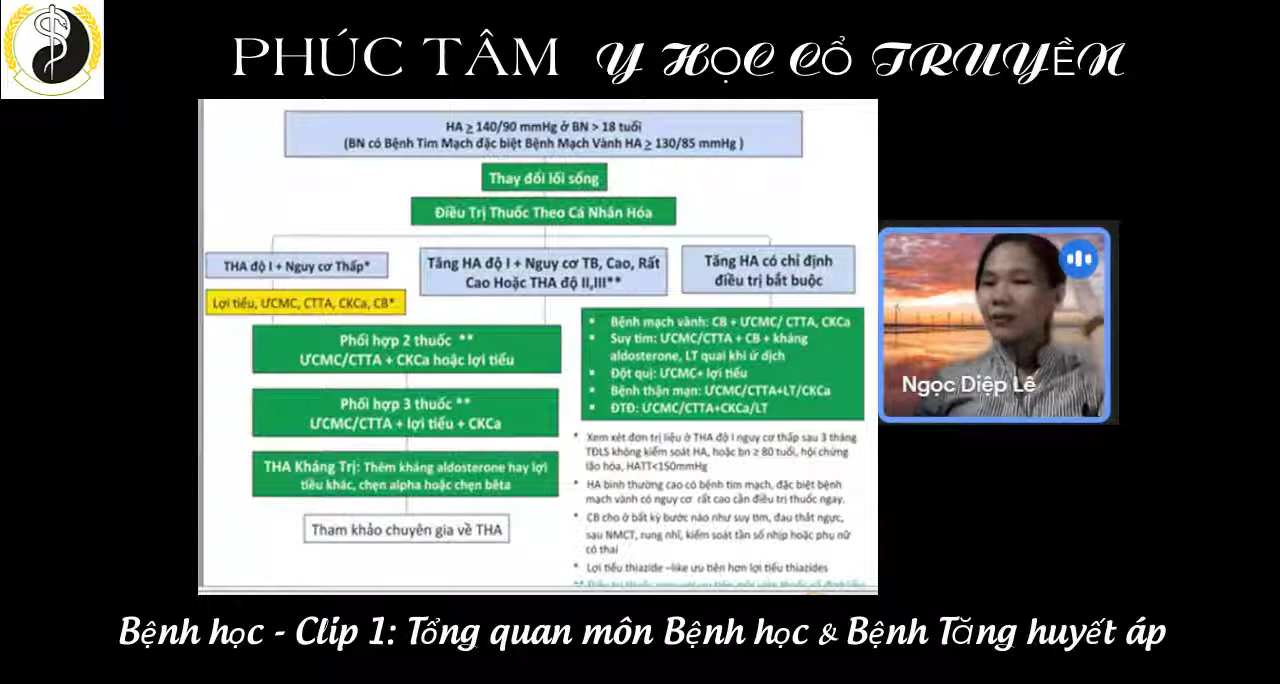 PHÚC TÂM Y HỌC CỔ TRUYỀN
HA ≥ 140/90 mmHg ở BN > 18 tuổi
(BN có Bệnh Tim Mạch đặc biệt Bệnh Mạch Vành HA ≥ 130/85 mmHg )
Thay đổi lối sống
Điều Trị Thuốc Theo Cá Nhân Hóa
THA độ I + Nguy cơ Thấp*
Lợi tiểu, ƯCMC, CTTA, CKCa, CB*
Tăng HA độ I + Nguy cơ TB, Cao, Rất
Cao Hoặc THA độ II,III**
Tăng HA có chỉ định
điều trị bắt buộc
Phối hợp 2 thuốc **
ƯCMC/CTTA + CKCa hoặc lợi tiểu
Phối hợp 3 thuốc **
ƯCMC/CTTA + lợi tiểu + CKCa
THA Kháng Trị: Thêm kháng aldosterone hay lợi
tiểu khác, chẹn alpha hoặc chẹn bêta
Tham khảo chuyên gia về THA
▪ Bệnh mạch vành: CB + ƯCMC/ CTTA, CKCa
▪ Suy tim: ƯCMC/CTTA + CB + kháng
aldosterone, LT quai khi ứ dịch
▪ Đột quị: ƯCMC+ lợi tiểu
▪ Bệnh thận mạn: ƯCMC/CTTA+LT/CKCa
▪ ĐTĐ: ƯCMC/CTTA+CKCa/LT
* Xem xét đơn trị liệu ở THA độ I nguy cơ thấp sau 3 tháng
TĐLS không kiểm soát HA, hoặc bn ≥ 80 tuổi, hội chứng
lão hóa, HATT<150mmHg
* HA bình thường cao có bệnh tim mạch, đặc biệt bệnh
mạch vành có nguy cơ rất cao cần điều trị thuốc ngay.
* CB cho ở bất kỳ bước nào như suy tim, đau thắt ngực,
sau NMCT, rung nhĩ, kiểm soát tần số nhịp hoặc phụ nữ
có thai
* Lợi tiểu thiazide –like ưu tiên hơn lợi tiểu thiazides
Ngọc Diệp Lê
Bệnh học - Clip 1: Tổng quan môn Bệnh học & Bệnh Tăng huyết áp